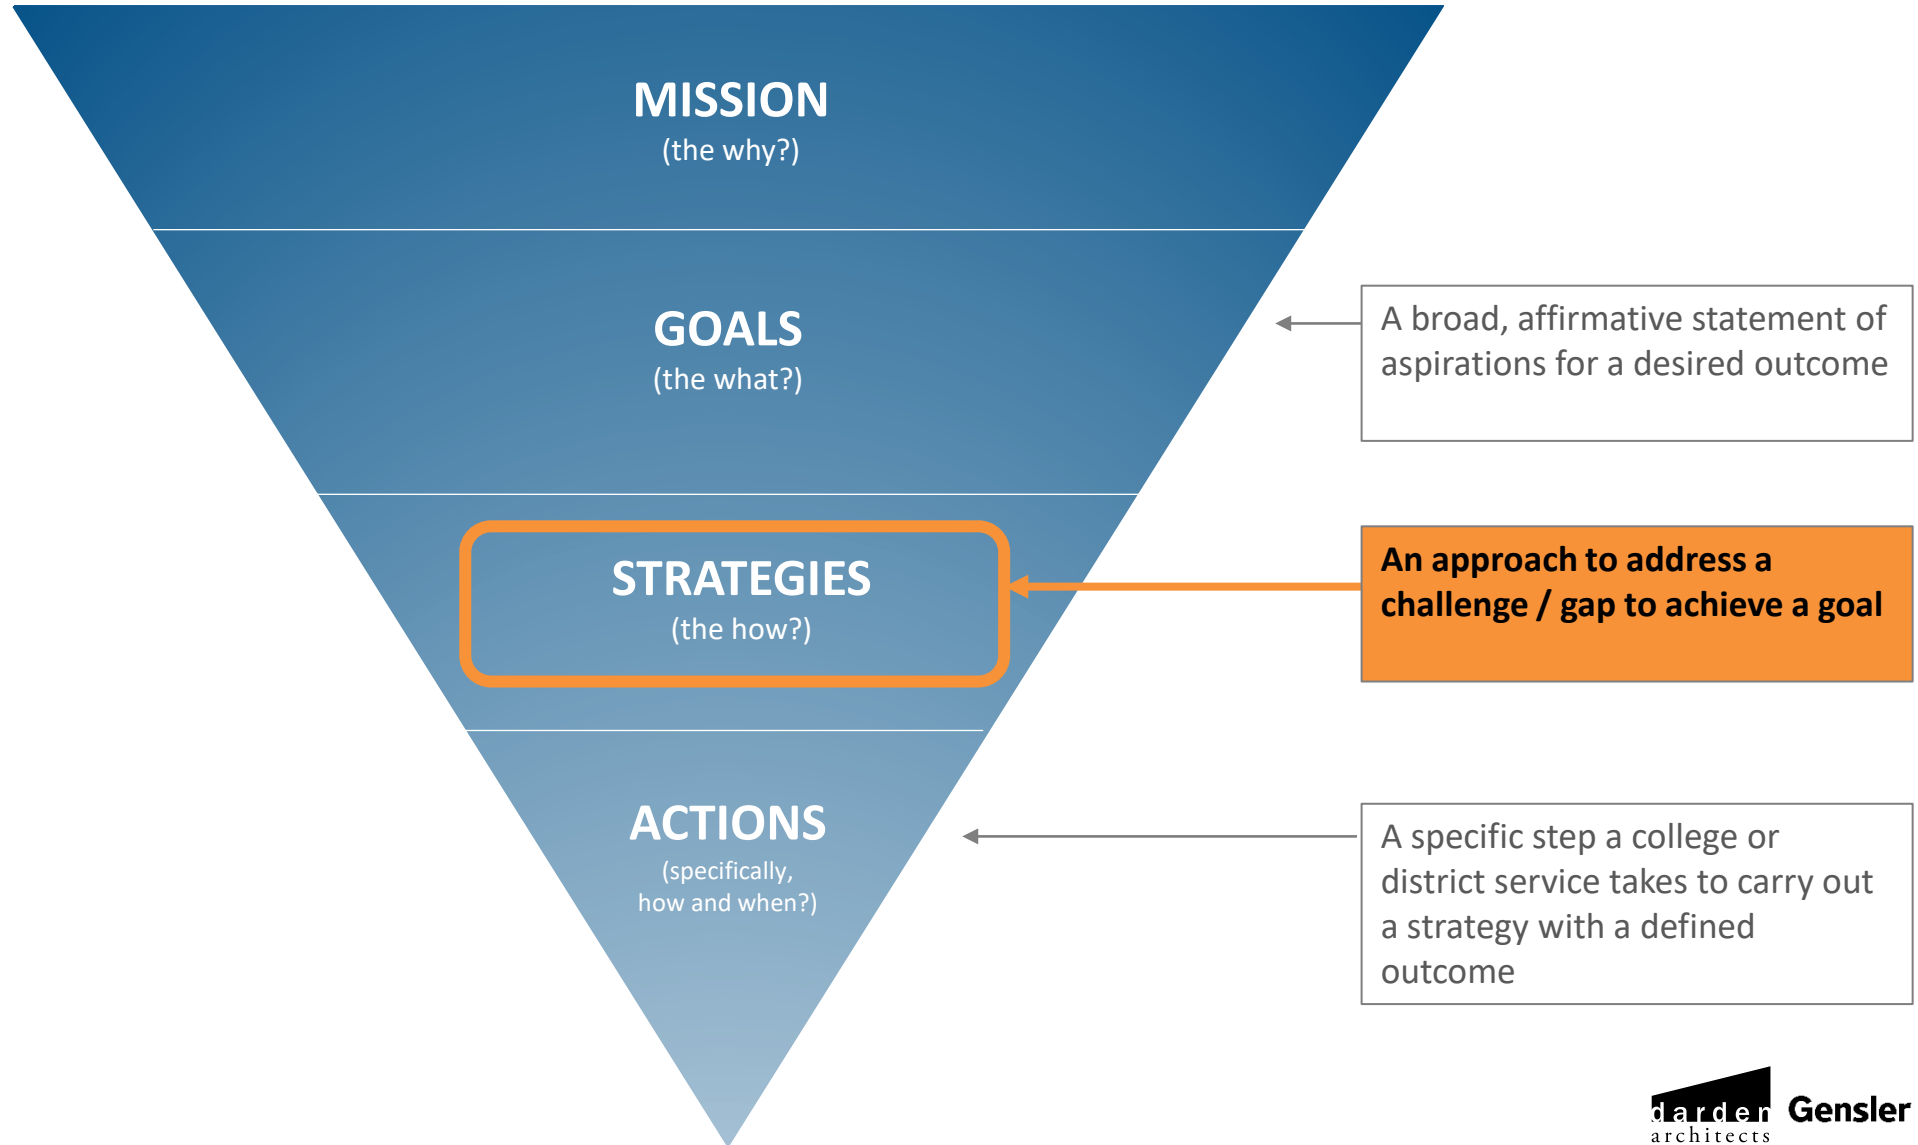 MISSION
(the why?)
GOALS
(the what?)
A broad, affirmative statement of
aspirations for a desired outcome
STRATEGIES
(the how?)
An approach to address a
challenge / gap to achieve a goal
ACTIONS
(specifically,
how and when?)
A specific step a college or
district service takes to carry out
a strategy with a defined
outcome
darden
architects
Gensler